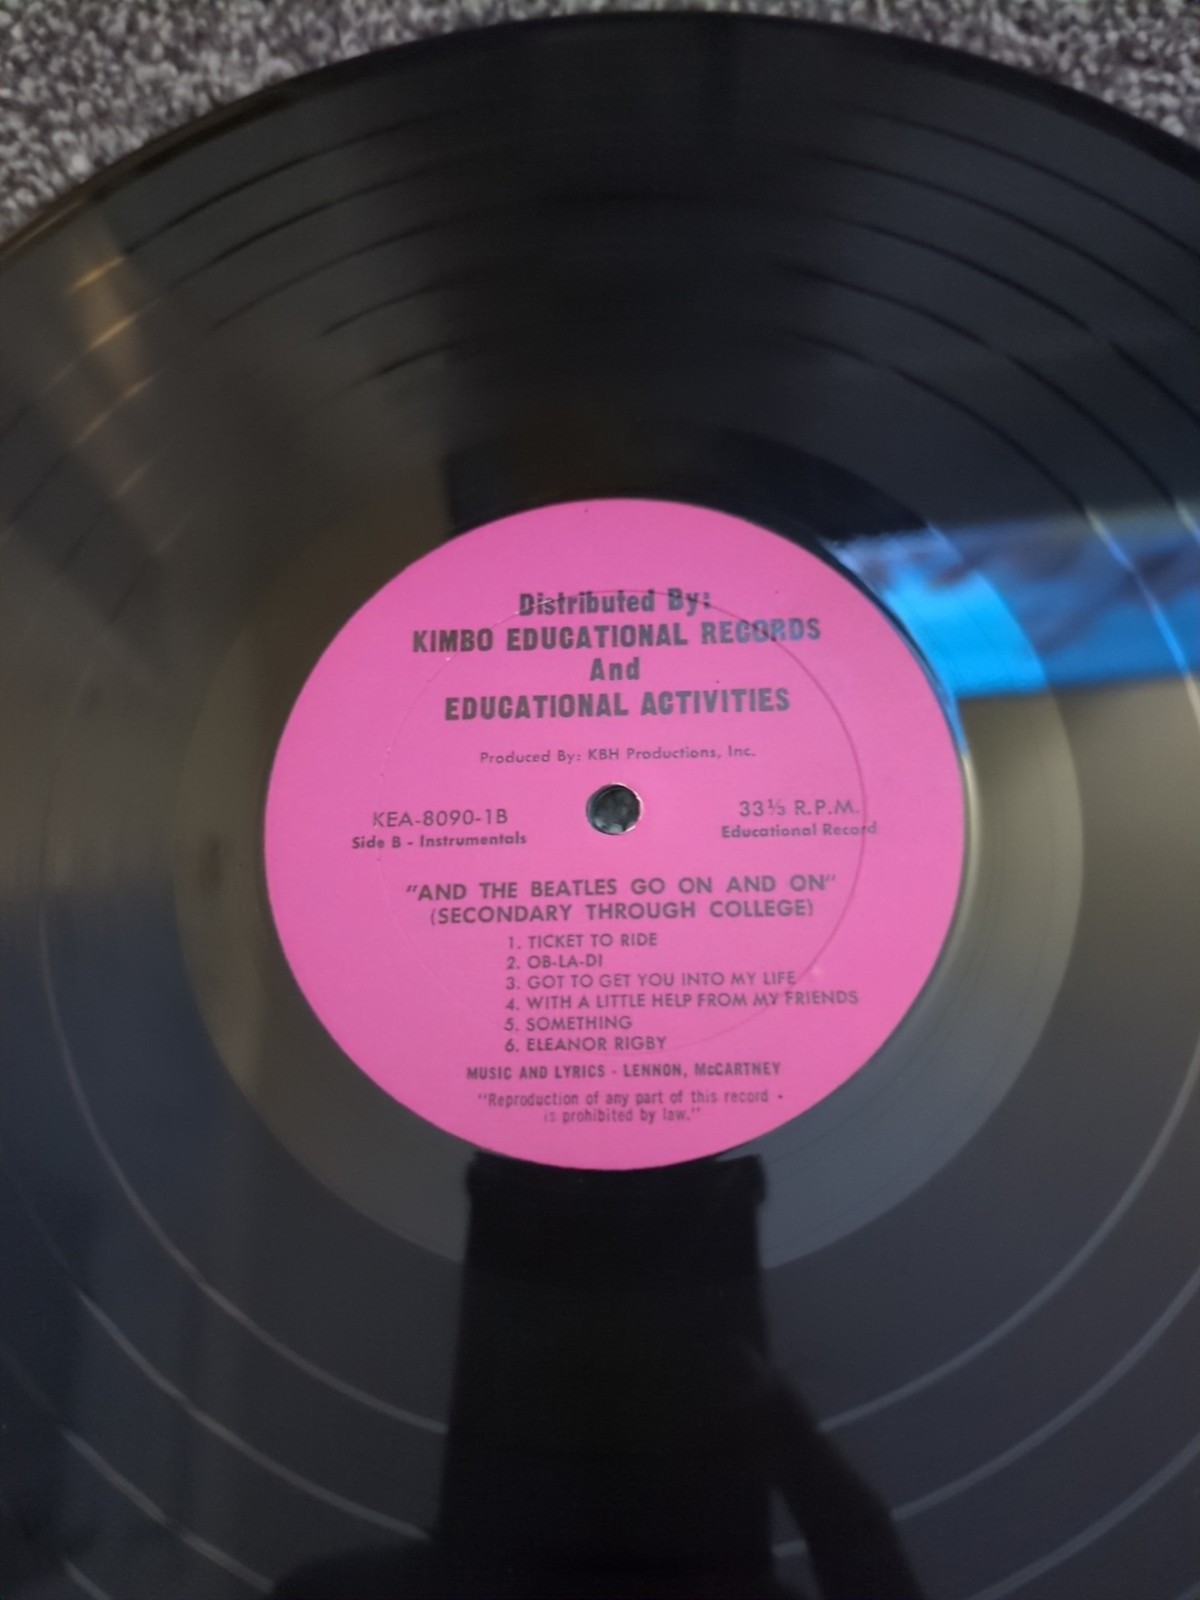 Distributed By:
KIMBO EDUCATIONAL RECORDS
And
EDUCATIONAL ACTIVITIES
Produced By: KBH Productions, Inc.
KEA-8090-1B
Side B - Instrumentals
33⅓ R.P.M.
Educational Record
"AND THE BEATLES GO ON AND ON"
(SECONDARY THROUGH COLLEGE)
1. TICKET TO RIDE
2. OB-LA-DI
3. GOT TO GET YOU INTO MY LIFE
4. WITH A LITTLE HELP FROM MY FRIENDS
5. SOMETHING
6. ELEANOR RIGBY
MUSIC AND LYRICS - LENNON, McCARTNEY
"Reproduction of any part of this record
is prohibited by law."